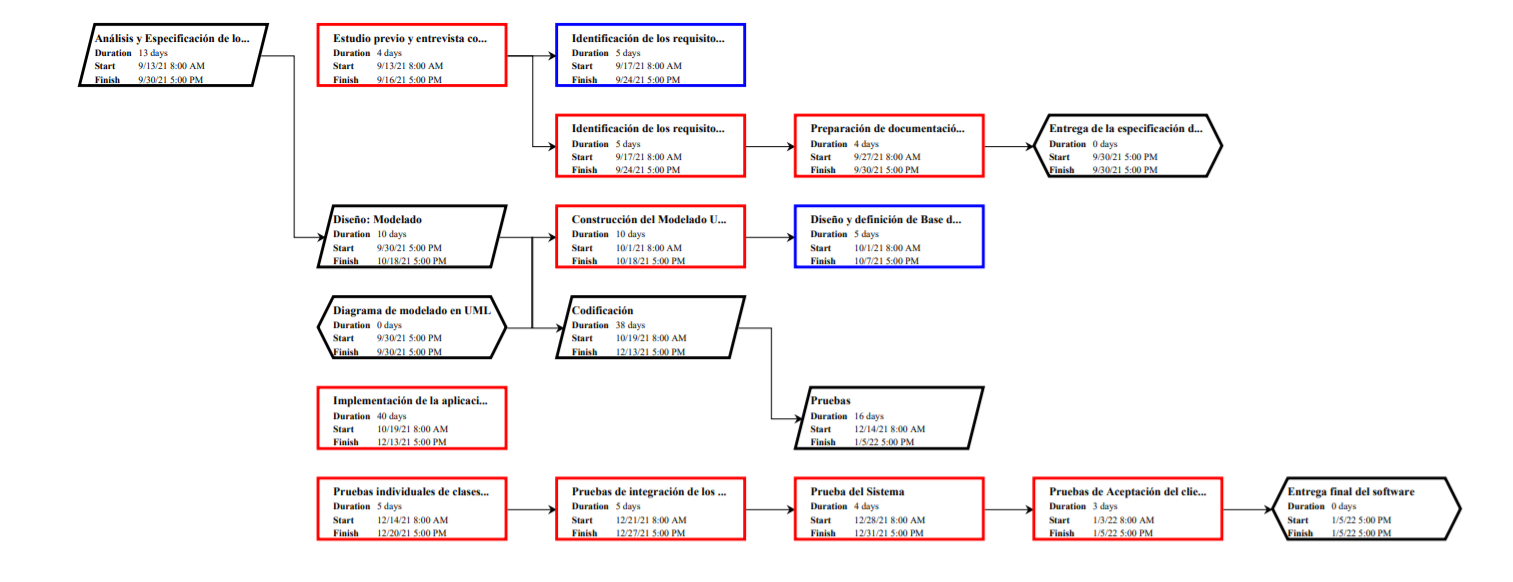 Análisis y Especificación de lo...
Duration 13 days
Start 9/13/21 8:00 AM
Finish 9/30/21 5:00 PM
Estudio previo y entrevista co...
Duration 4 days
Start 9/13/21 8:00 AM
Finish 9/16/21 5:00 PM
Identificación de los requisito...
Duration 5 days
Start 9/17/21 8:00 AM
Finish 9/24/21 5:00 PM
Identificación de los requisito...
Duration 5 days
Start 9/17/21 8:00 AM
Finish 9/24/21 5:00 PM
Preparación de documentació...
Duration 4 days
Start 9/27/21 8:00 AM
Finish 9/30/21 5:00 PM
Entrega de la especificación d...
Duration 0 days
Start 9/30/21 5:00 PM
Finish 9/30/21 5:00 PM
Diseño: Modelado
Duration 10 days
Start 9/30/21 5:00 PM
Finish 10/18/21 5:00 PM
Construcción del Modelado U...
Duration 10 days
Start 10/1/21 8:00 AM
Finish 10/18/21 5:00 PM
Diseño y definición de Base d...
Duration 5 days
Start 10/1/21 8:00 AM
Finish 10/7/21 5:00 PM
Diagrama de modelado en UML
Duration 0 days
Start 9/30/21 5:00 PM
Finish 9/30/21 5:00 PM
Codificación
Duration 38 days
Start 10/19/21 8:00 AM
Finish 12/13/21 5:00 PM
Implementación de la aplicaci...
Duration 40 days
Start 10/19/21 8:00 AM
Finish 12/13/21 5:00 PM
Pruebas
Duration 16 days
Start 12/14/21 8:00 AM
Finish 1/5/22 5:00 PM
Pruebas individuales de clases...
Duration 5 days
Start 12/14/21 8:00 AM
Finish 12/20/21 5:00 PM
Pruebas de integración de los ...
Duration 5 days
Start 12/21/21 8:00 AM
Finish 12/27/21 5:00 PM
Prueba del Sistema
Duration 4 days
Start 12/28/21 8:00 AM
Finish 12/31/21 5:00 PM
Pruebas de Aceptación del clie...
Duration 3 days
Start 1/3/22 8:00 AM
Finish 1/5/22 5:00 PM
Entrega final del software
Duration 0 days
Start 1/5/22 5:00 PM
Finish 1/5/22 5:00 PM